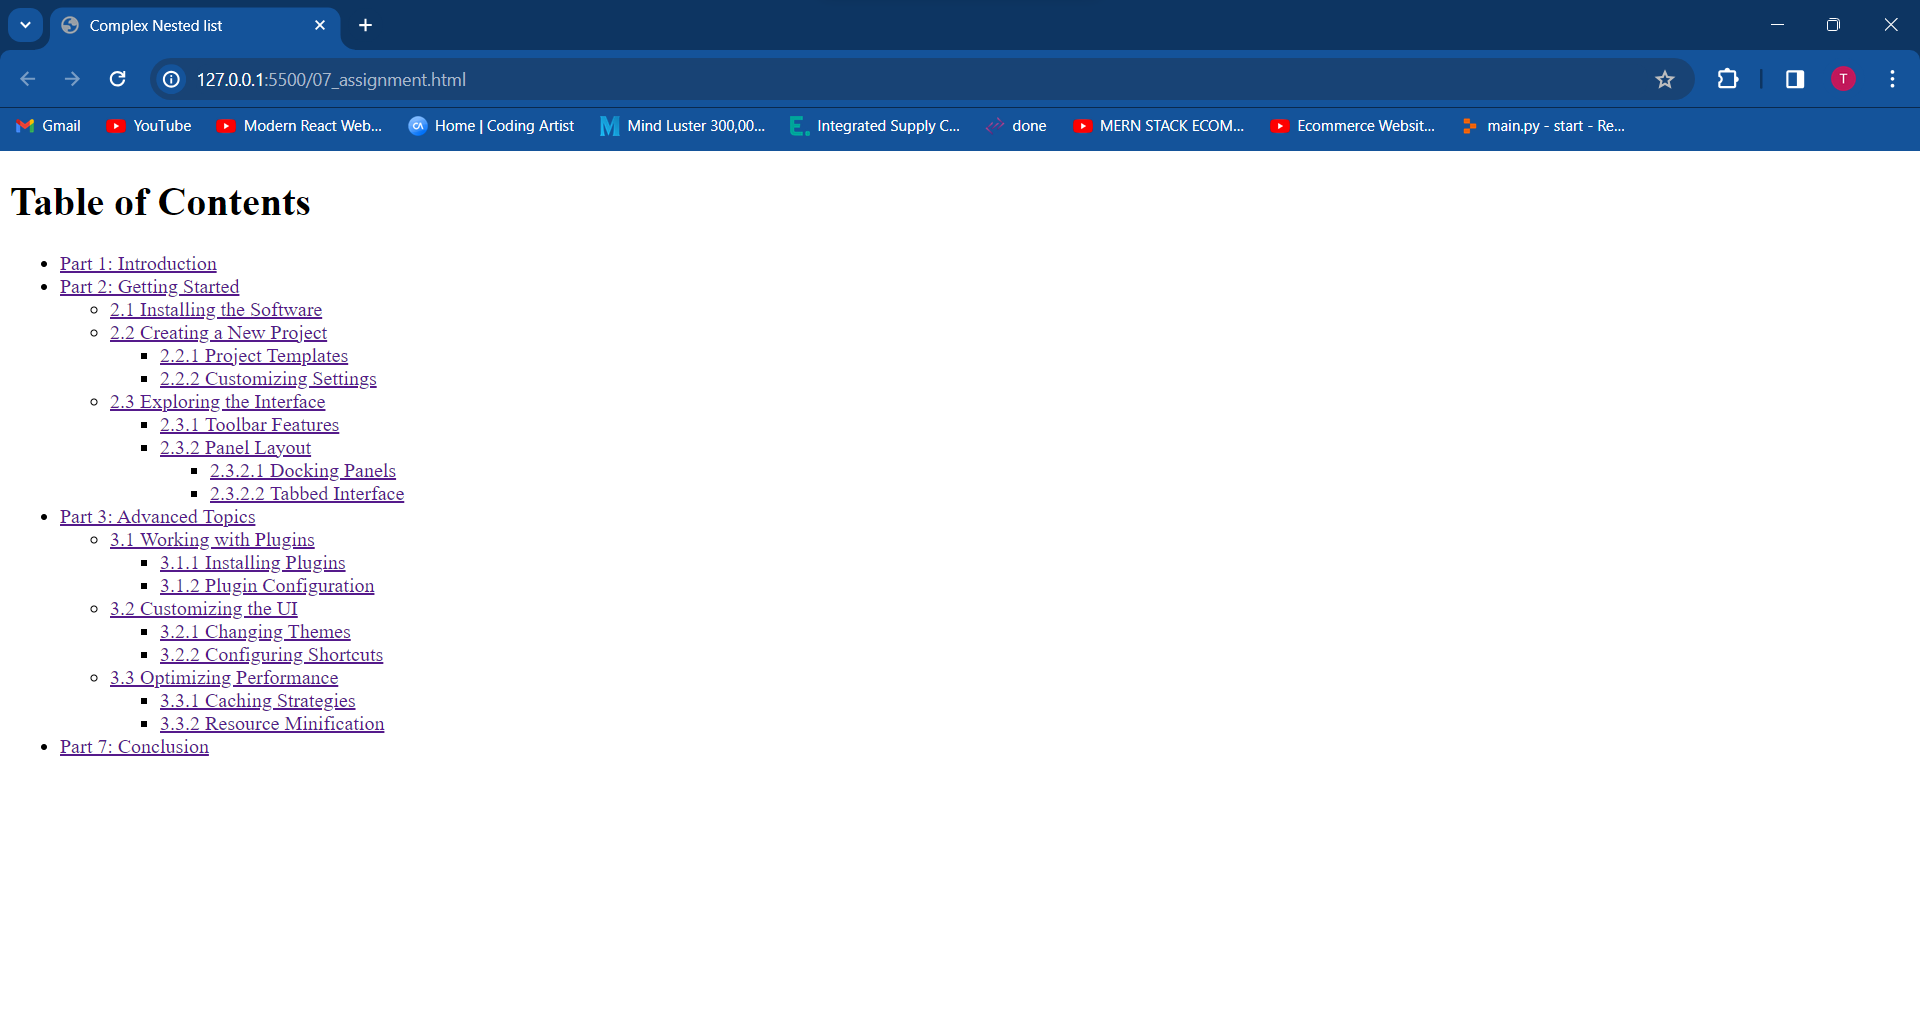 Complex Nested list
127.0.0.1:5500/07_assignment.html
T
Gmail YouTube Modern React Web... Home | Coding Artist Mind Luster 300,00... Integrated Supply C... done MERN STACK ECOM... Ecommerce Websit... main.py - start - Re...
Table of Contents
Part 1: Introduction
Part 2: Getting Started
2.1 Installing the Software
2.2 Creating a New Project
2.2.1 Project Templates
2.2.2 Customizing Settings
2.3 Exploring the Interface
2.3.1 Toolbar Features
2.3.2 Panel Layout
2.3.2.1 Docking Panels
2.3.2.2 Tabbed Interface
Part 3: Advanced Topics
3.1 Working with Plugins
3.1.1 Installing Plugins
3.1.2 Plugin Configuration
3.2 Customizing the UI
3.2.1 Changing Themes
3.2.2 Configuring Shortcuts
3.3 Optimizing Performance
3.3.1 Caching Strategies
3.3.2 Resource Minification
Part 7: Conclusion